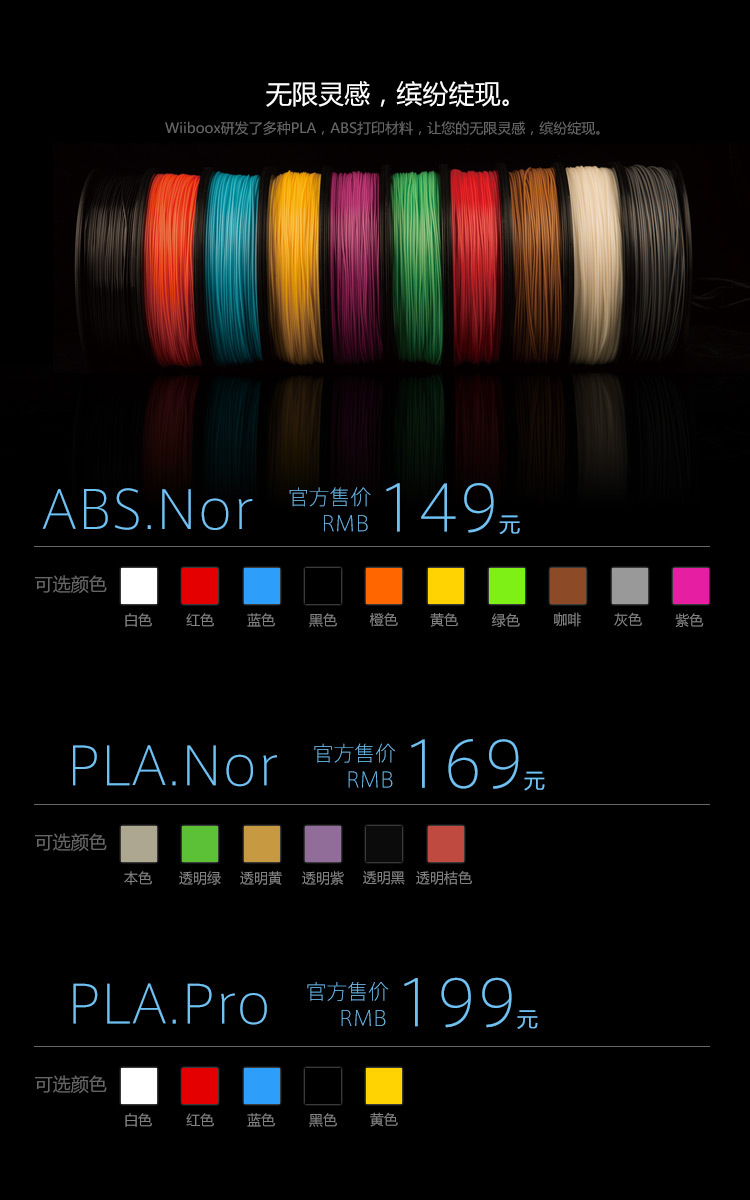 无限灵感，缤纷绽现。
Wiiboox研发了多种PLA，ABS打印材料，让您的无限灵感，缤纷绽现。
ABS.Nor 官方售价 RMB 149元
可选颜色
白色 红色 蓝色 黑色 橙色 黄色 绿色 咖啡 灰色 紫色
PLA.Nor 官方售价 RMB 169元
可选颜色
本色 透明绿 透明黄 透明紫 透明黑 透明桔色
PLA.Pro 官方售价 RMB 199元
可选颜色
白色 红色 蓝色 黑色 黄色